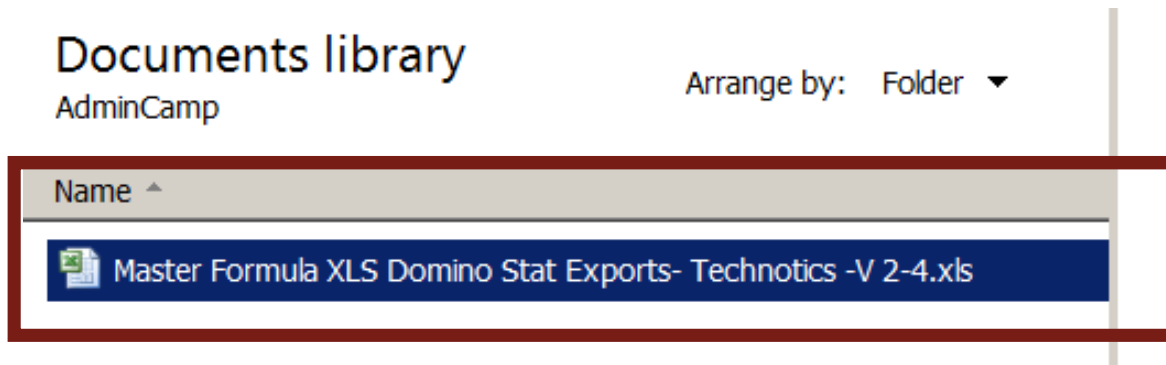 Documents library
AdminCamp
Arrange by: Folder
Name
Master Formula XLS Domino Stat Exports- Technotics -V 2-4.xls